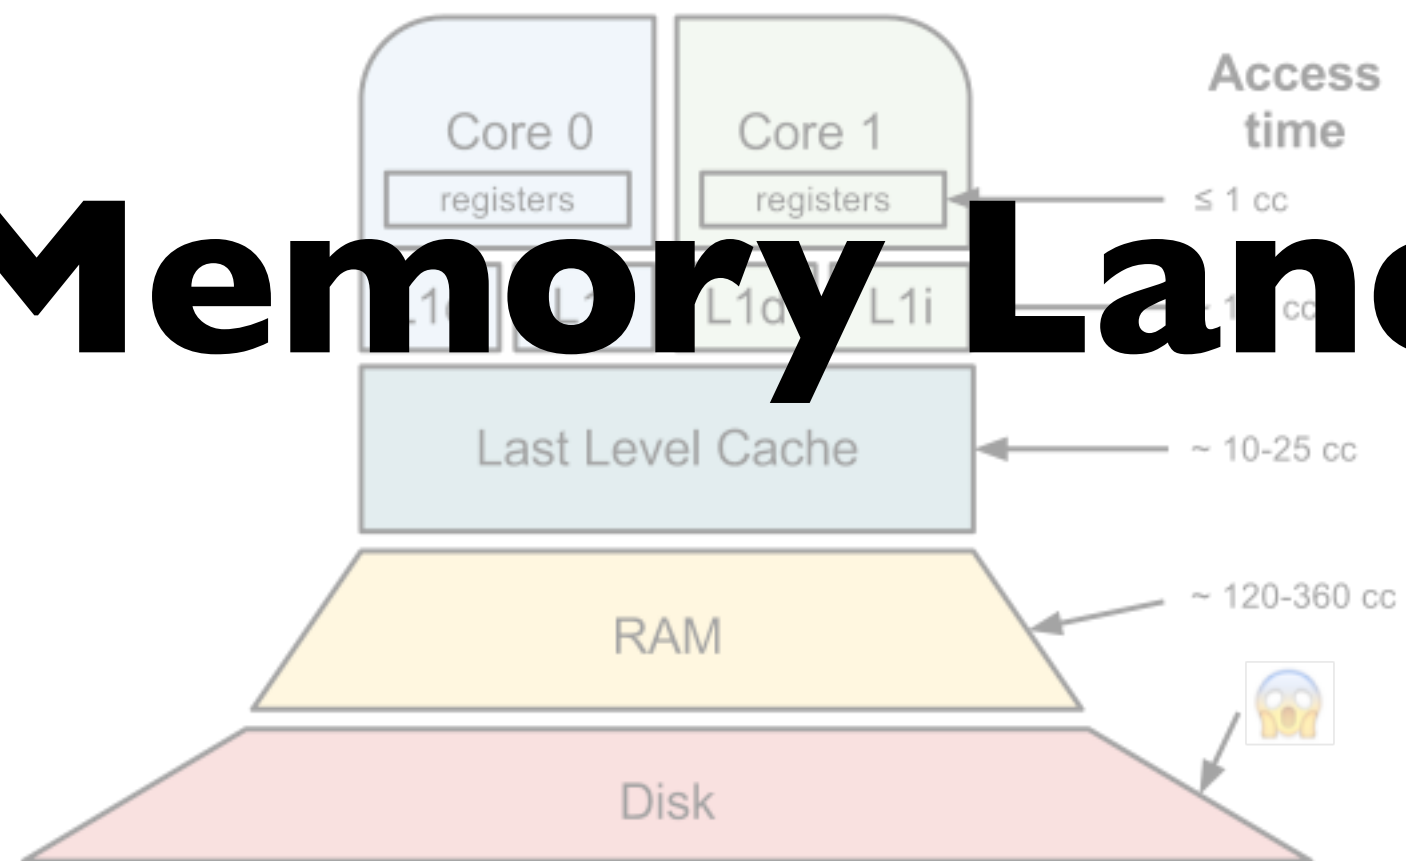 Access
time
Core 0
Core 1
registers
registers
≤ 1 cc
Memory Lane
L1d
L1i
Last Level Cache
~ 10-25 cc
~ 120-360 cc
RAM
Disk